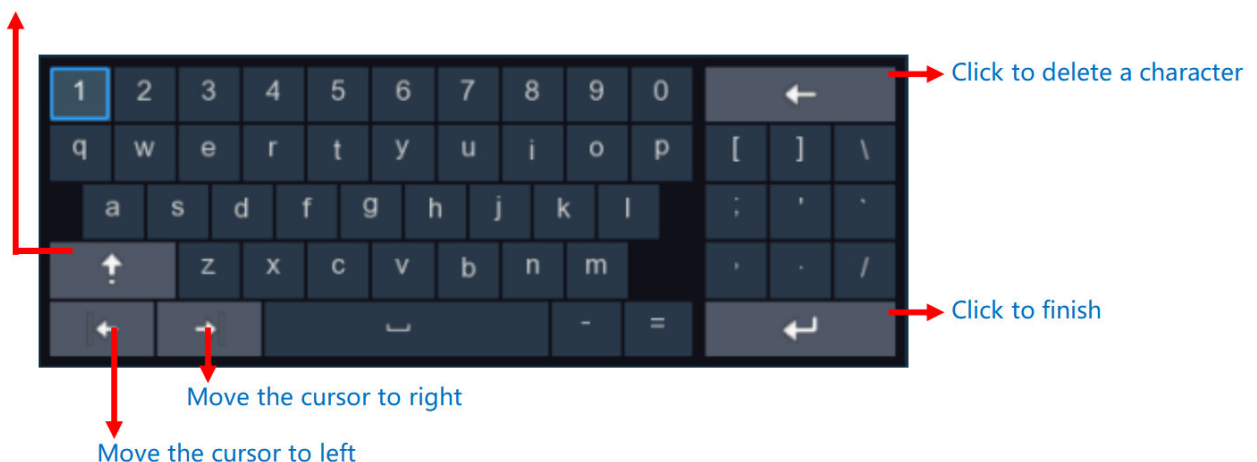 1 2 3 4 5 6 7 8 9 0 Click to delete a character
q w e r t y u i o p [ ] \
a s d f g h j k l ; ' `
z x c v b n m , . /
- = Click to finish
Move the cursor to right
Move the cursor to left